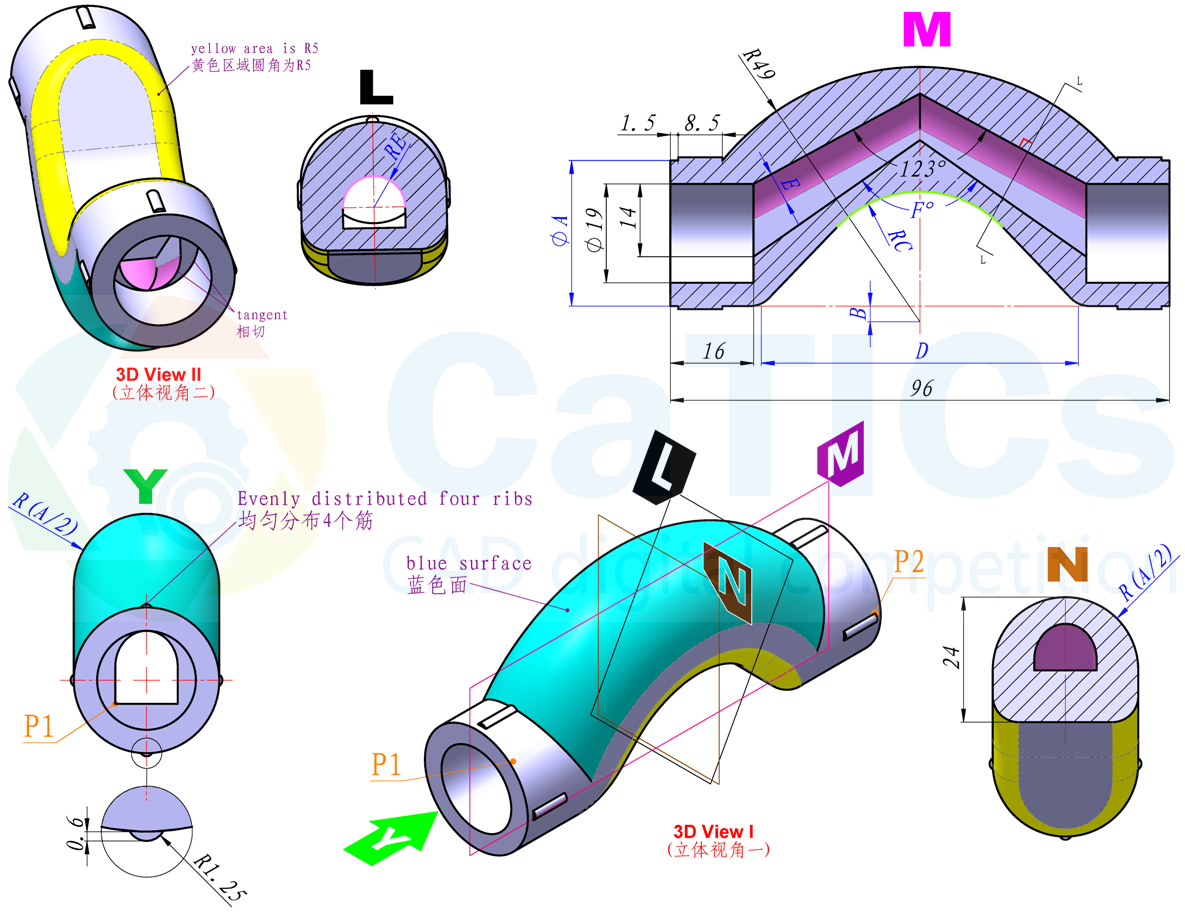 M
yellow area is R5
黄色区域圆角为R5
L
RE
R49
L
1.5
8.5
123°
E
F°
RC
ϕA
ϕ19
14
L
B
tangent
相切
16
D
96
3D View II
(立体视角二)
CaTICs
CAD digital competition
Y
R(A/2)
Evenly distributed four ribs
均匀分布4个筋
L
M
blue surface
蓝色面
N
P2
N
R(A/2)
24
P1
P1
Y
0.6
R1.25
3D View I
(立体视角一)